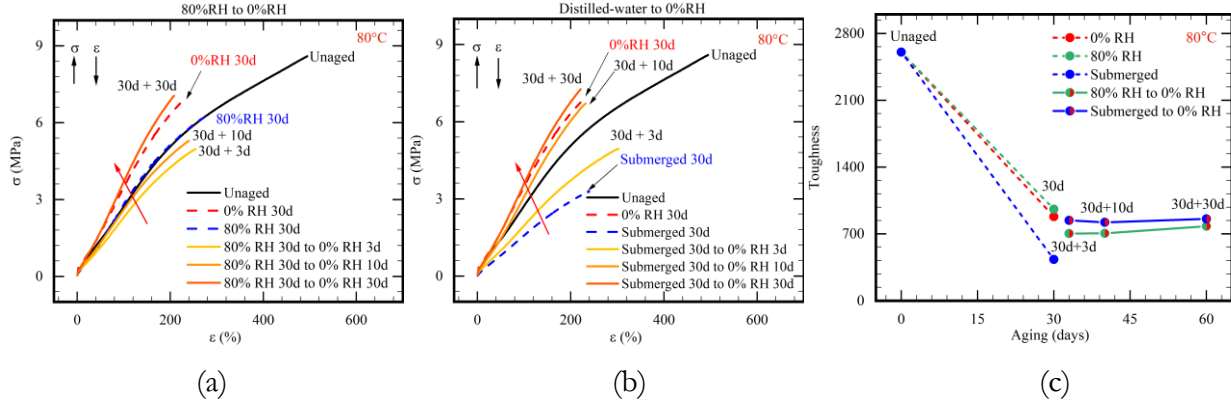 80%RH to 0%RH
80°C
σ ε
0%RH 30d
Unaged
30d + 30d
80%RH 30d
30d + 10d
30d + 3d
Unaged
0% RH 30d
80% RH 30d
80% RH 30d to 0% RH 3d
80% RH 30d to 0% RH 10d
80% RH 30d to 0% RH 30d
9
6
3
0
σ (MPa)
0 200 400 600
ε (%)
(a)
Distilled-water to 0%RH
80°C
σ ε
0%RH 30d
Unaged
30d + 30d
30d + 10d
30d + 3d
Submerged 30d
Unaged
0% RH 30d
Submerged 30d
Submerged 30d to 0% RH 3d
Submerged 30d to 0% RH 10d
Submerged 30d to 0% RH 30d
9
6
3
0
σ (MPa)
0 200 400 600
ε (%)
(b)
2800
2100
1400
700
0
Toughness
Unaged
0% RH
80°C
80% RH
Submerged
80% RH to 0% RH
Submerged to 0% RH
30d
30d+10d
30d+30d
30d+3d
0 15 30 45 60
Aging (days)
(c)